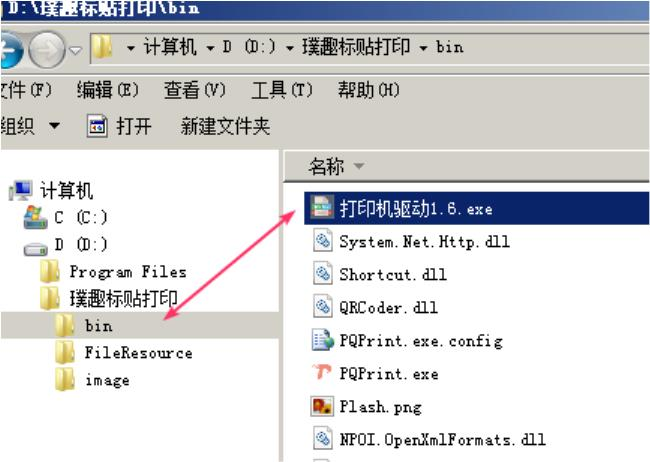 D:\璞趣标贴打印\bin
计算机 D (D:) 璞趣标贴打印 bin
文件(F) 编辑(E) 查看(V) 工具(T) 帮助(H)
组织 打开 新建文件夹
名称
计算机
C (C:)
D (D:)
Program Files
璞趣标贴打印
bin
FileResource
image
打印机驱动1.6.exe
System.Net.Http.dll
Shortcut.dll
QRCoder.dll
PQPrint.exe.config
PQPrint.exe
Plash.png
NPOI.OpenXmlFormats.dll